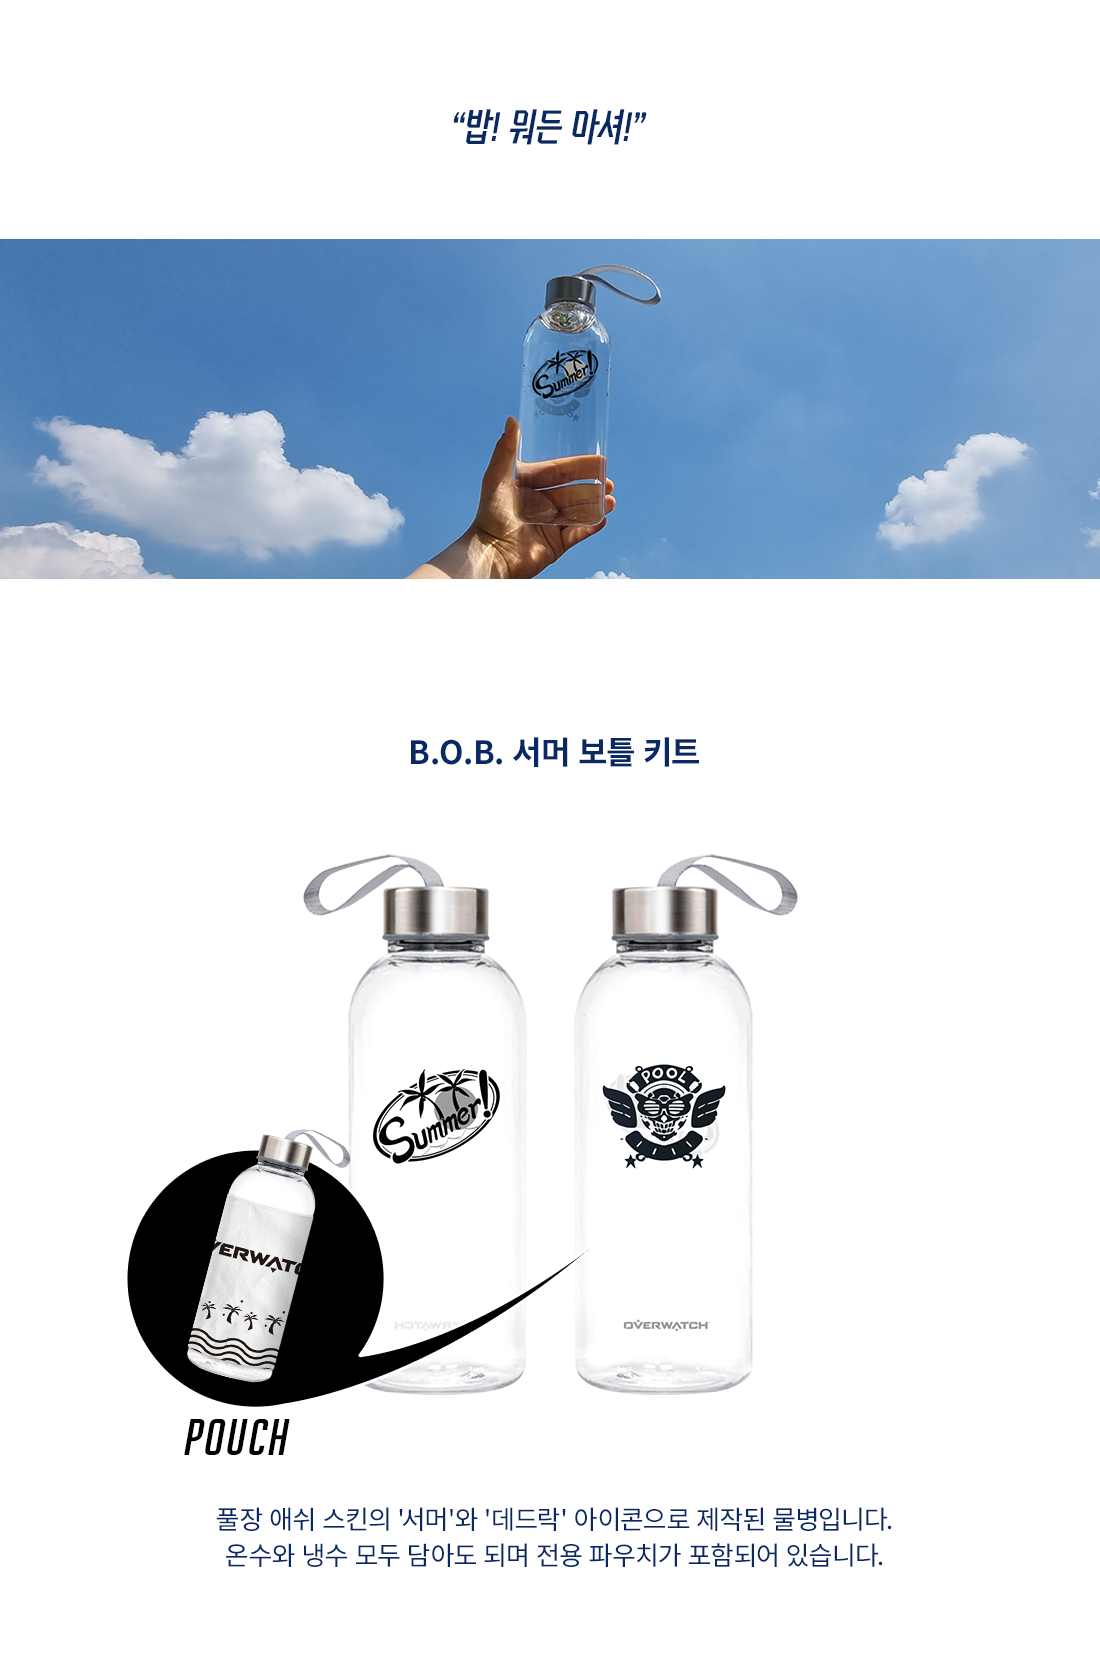 “밥! 뭐든 마셔!”
Summer!
B.O.B. 서머 보틀 키트
Summer!
POOL
OVERWATCH
VERWATC
POUCH
풀장 애쉬 스킨의 '서머'와 '데드락' 아이콘으로 제작된 물병입니다.
온수와 냉수 모두 담아도 되며 전용 파우치가 포함되어 있습니다.